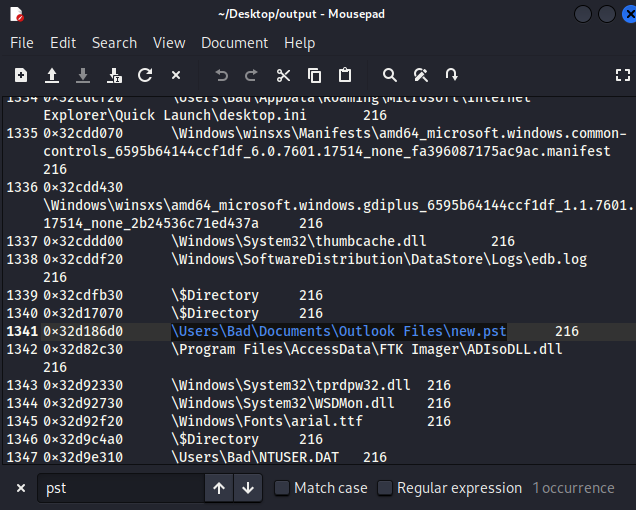 ~/Desktop/output - Mousepad
File Edit Search View Document Help
1334 0×32cdcf20 \Users\Bad\AppData\Roaming\Microsoft\Internet
Explorer\Quick Launch\desktop.ini 216
1335 0×32cdd070 \Windows\winsxs\Manifests\amd64_microsoft.windows.common-
controls_6595b64144ccf1df_6.0.7601.17514_none_fa396087175ac9ac.manifest
216
1336 0×32cdd430
\Windows\winsxs\amd64_microsoft.windows.gdiplus_6595b64144ccf1df_1.1.7601.
17514_none_2b24536c71ed437a 216
1337 0×32cddd00 \Windows\System32\thumbcache.dll 216
1338 0×32cddf20 \Windows\SoftwareDistribution\DataStore\Logs\edb.log
216
1339 0×32cdfb30 \$Directory 216
1340 0×32d17070 \$Directory 216
1341 0×32d186d0 \Users\Bad\Documents\Outlook Files\new.pst 216
1342 0×32d82c30 \Program Files\AccessData\FTK Imager\ADIsoDLL.dll
216
1343 0×32d92330 \Windows\System32\tprdpw32.dll 216
1344 0×32d92730 \Windows\System32\WSDMon.dll 216
1345 0×32d92f20 \Windows\Fonts\arial.ttf 216
1346 0×32d9c4a0 \$Directory 216
1347 0×32d9e310 \Users\Bad\NTUSER.DAT 216
pst Match case Regular expression 1 occurrence